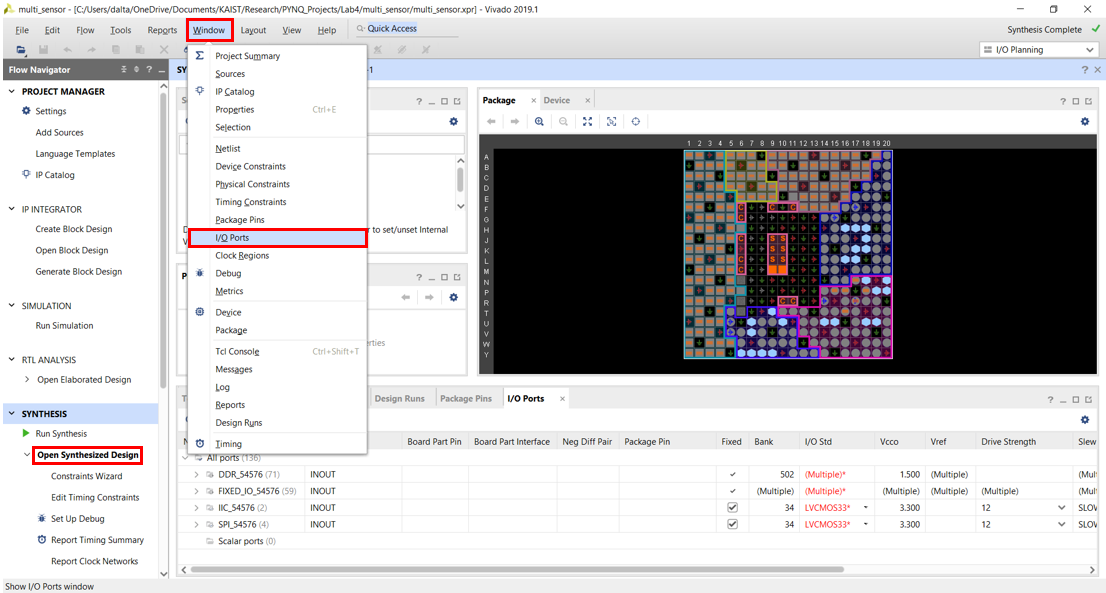 multi_sensor - [C:/Users/dalta/OneDrive/Documents/KAIST/Research/PYNQ_Projects/Lab4/multi_sensor/multi_sensor.xpr] - Vivado 2019.1
File Edit Flow Tools Reports Window Layout View Help Quick Access Synthesis Complete
I/O Planning
Flow Navigator
PROJECT MANAGER
Settings
Add Sources
Language Templates
IP Catalog
IP INTEGRATOR
Create Block Design
Open Block Design
Generate Block Design
SIMULATION
Run Simulation
RTL ANALYSIS
Open Elaborated Design
SYNTHESIS
Run Synthesis
Open Synthesized Design
Constraints Wizard
Edit Timing Constraints
Set Up Debug
Report Timing Summary
Report Clock Networks
Show I/O Ports window
Project Summary
Sources
IP Catalog
Properties Ctrl+E
Selection
Netlist
Device Constraints
Physical Constraints
Timing Constraints
Package Pins
I/O Ports
Clock Regions
Debug
Metrics
Device
Package
Tcl Console Ctrl+Shift+T
Messages
Log
Reports
Design Runs
Timing
to set/unset Internal
Package Device
1 2 3 4 5 6 7 8 9 10 11 12 13 14 15 16 17 18 19 20
A
B
C
D
E
F
G
H
J
K
L
M
N
P
R
T
U
V
W
Y
Design Runs Package Pins I/O Ports
Board Part Pin Board Part Interface Neg Diff Pair Package Pin Fixed Bank I/O Std Vcco Vref Drive Strength Slew
All ports (136)
DDR_54576 (71) INOUT 502 (Multiple)* 1.500 (Multiple)
FIXED_IO_54576 (59) INOUT (Multiple) (Multiple)* (Multiple) (Multiple) (Multiple)
IIC_54576 (2) INOUT 34 LVCMOS33* 3.300 12
SPI_54576 (4) INOUT 34 LVCMOS33* 3.300 12
Scalar ports (0)